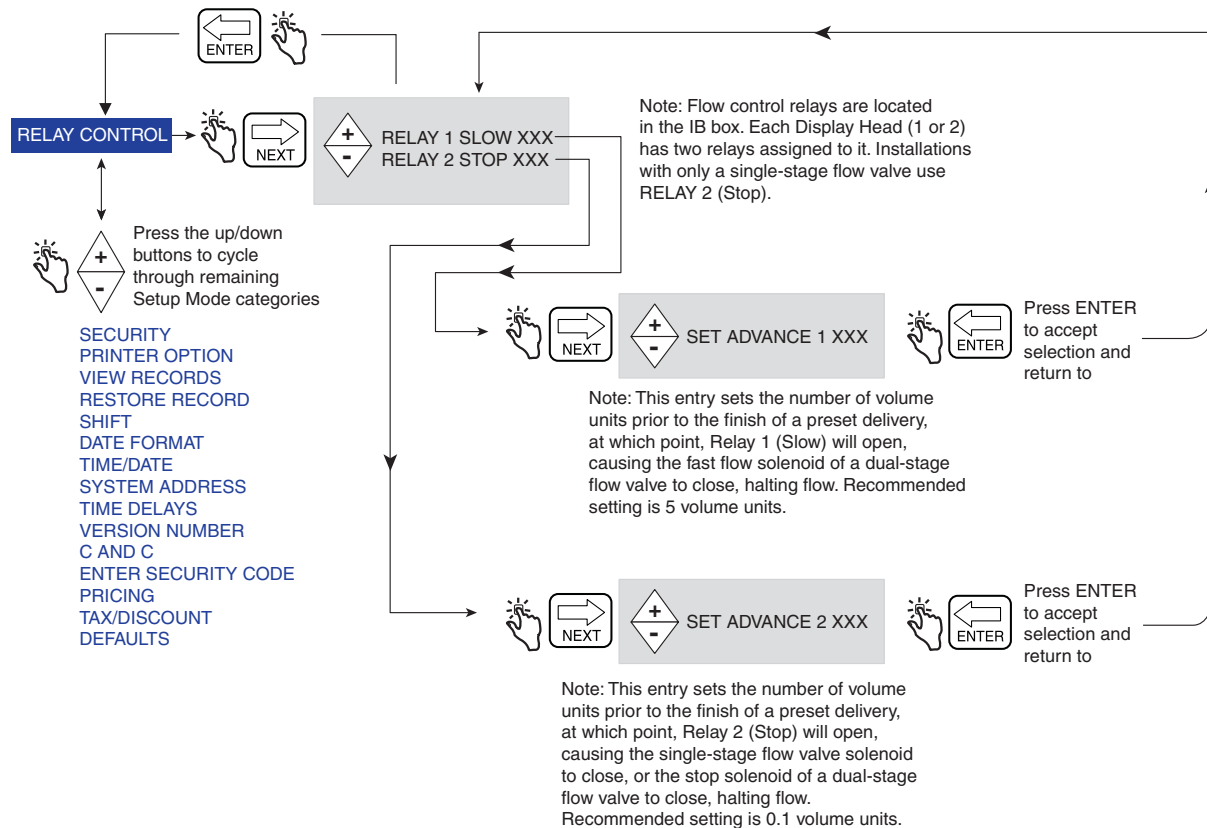 ENTER
RELAY CONTROL
NEXT
+
-
RELAY 1 SLOW XXX
RELAY 2 STOP XXX
Note: Flow control relays are located
in the IB box. Each Display Head (1 or 2)
has two relays assigned to it. Installations
with only a single-stage flow valve use
RELAY 2 (Stop).
+
-
Press the up/down
buttons to cycle
through remaining
Setup Mode categories
SECURITY
PRINTER OPTION
VIEW RECORDS
RESTORE RECORD
SHIFT
DATE FORMAT
TIME/DATE
SYSTEM ADDRESS
TIME DELAYS
VERSION NUMBER
C AND C
ENTER SECURITY CODE
PRICING
TAX/DISCOUNT
DEFAULTS
NEXT
+
-
SET ADVANCE 1 XXX
ENTER
Press ENTER
to accept
selection and
return to
Note: This entry sets the number of volume
units prior to the finish of a preset delivery,
at which point, Relay 1 (Slow) will open,
causing the fast flow solenoid of a dual-stage
flow valve to close, halting flow. Recommended
setting is 5 volume units.
NEXT
+
-
SET ADVANCE 2 XXX
ENTER
Press ENTER
to accept
selection and
return to
Note: This entry sets the number of volume
units prior to the finish of a preset delivery,
at which point, Relay 2 (Stop) will open,
causing the single-stage flow valve solenoid
to close, or the stop solenoid of a dual-stage
flow valve to close, halting flow.
Recommended setting is 0.1 volume units.